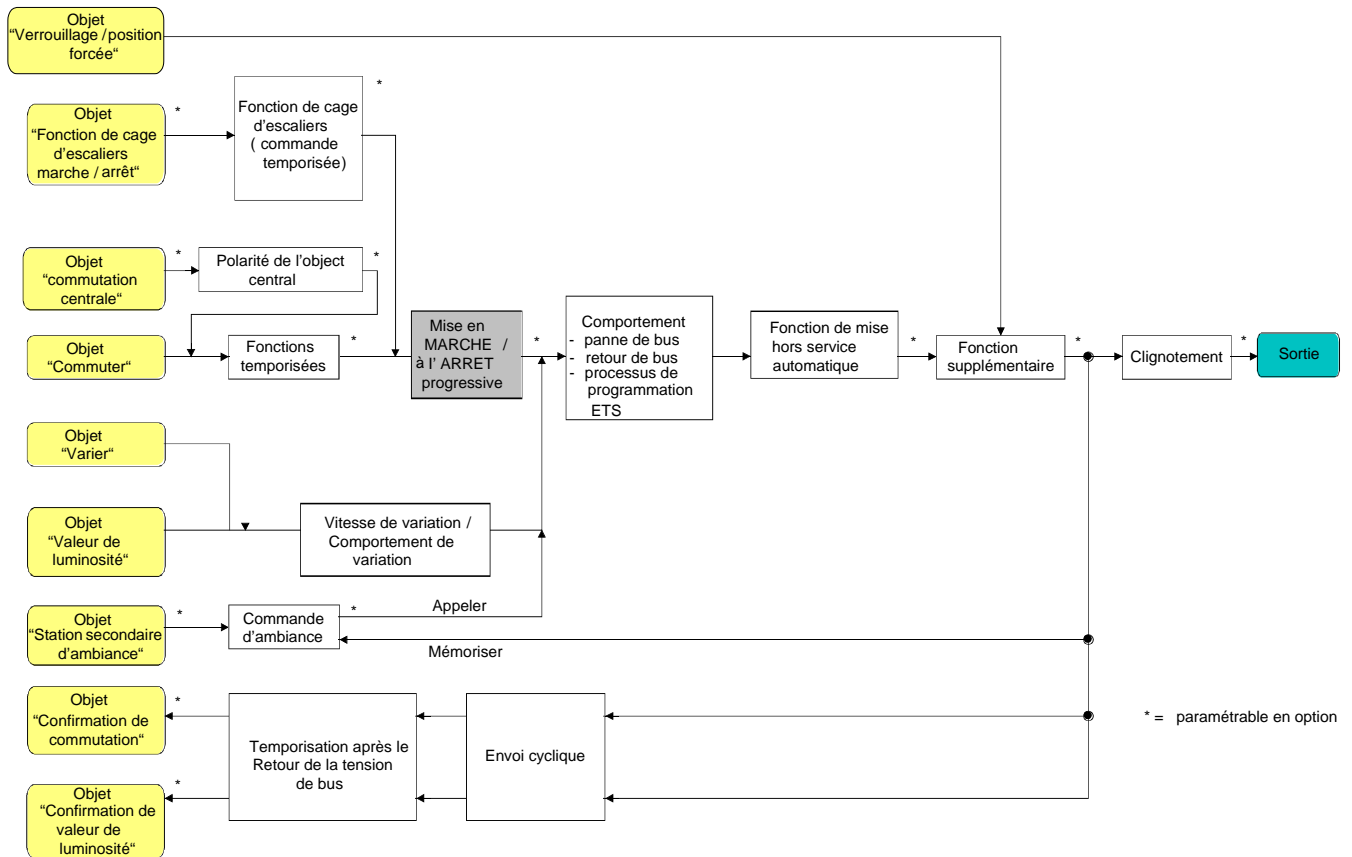 Objet
“Verrouillage / position
forcée“
*
*
Objet
“Fonction de cage
d'escaliers
marche / arrêt“
Fonction de cage
d'escaliers
( commande
temporisée)
*
*
Objet
“commutation
centrale“
Polarité de l'object
central
Objet
“Commuter“
Fonctions
temporisées
*
Mise en
MARCHE /
à l' ARRET
progressive
*
Comportement
- panne de bus
- retour de bus
- processus de
programmation
ETS
Fonction de mise
hors service
automatique
*
Fonction
supplémentaire
*
Clignotement
*
Sortie
Objet
“Varier“
Objet
“Valeur de
luminosité“
Vitesse de variation /
Comportement de
variation
Objet
“Station secondaire
d'ambiance“
*
Commande
d'ambiance
*
Appeler
Mémoriser
Objet
“Confirmation de
commutation“
*
Temporisation après le
Retour de la tension
de bus
Envoi cyclique
* = paramétrable en option
Objet
“Confirmation de
valeur de
luminosité“
*